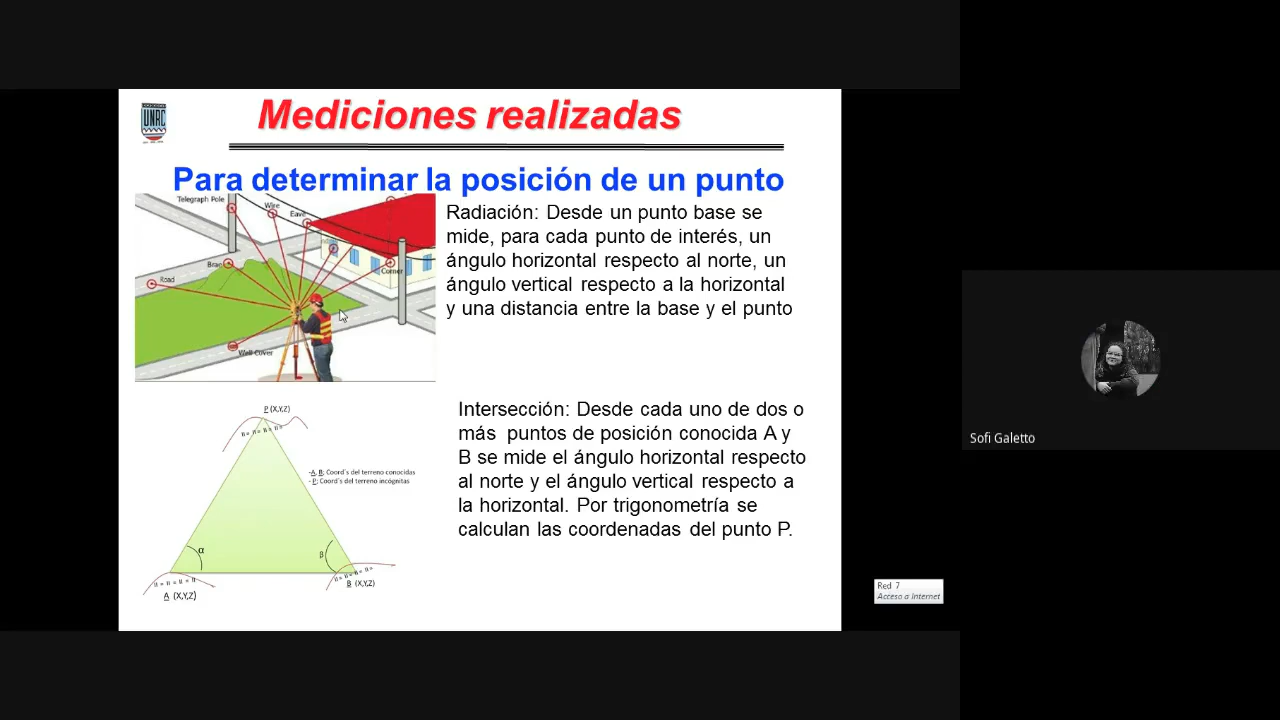 UNRC
Mediciones realizadas
Para determinar la posición de un punto
Telegraph Pole
Wire
Eave
Road
Corner
Well Cover
Radiación: Desde un punto base se
mide, para cada punto de interés, un
ángulo horizontal respecto al norte, un
ángulo vertical respecto a la horizontal
y una distancia entre la base y el punto
P (X,Y,Z)
-A, B: Coord´s del terreno conocidas
- P: Coord´s del terreno incógnitas
α
β
A (X,Y,Z)
B (X,Y,Z)
Intersección: Desde cada uno de dos o
más puntos de posición conocida A y
B se mide el ángulo horizontal respecto
al norte y el ángulo vertical respecto a
la horizontal. Por trigonometría se
calculan las coordenadas del punto P.
Sofi Galetto
Red 7
Acceso a Internet